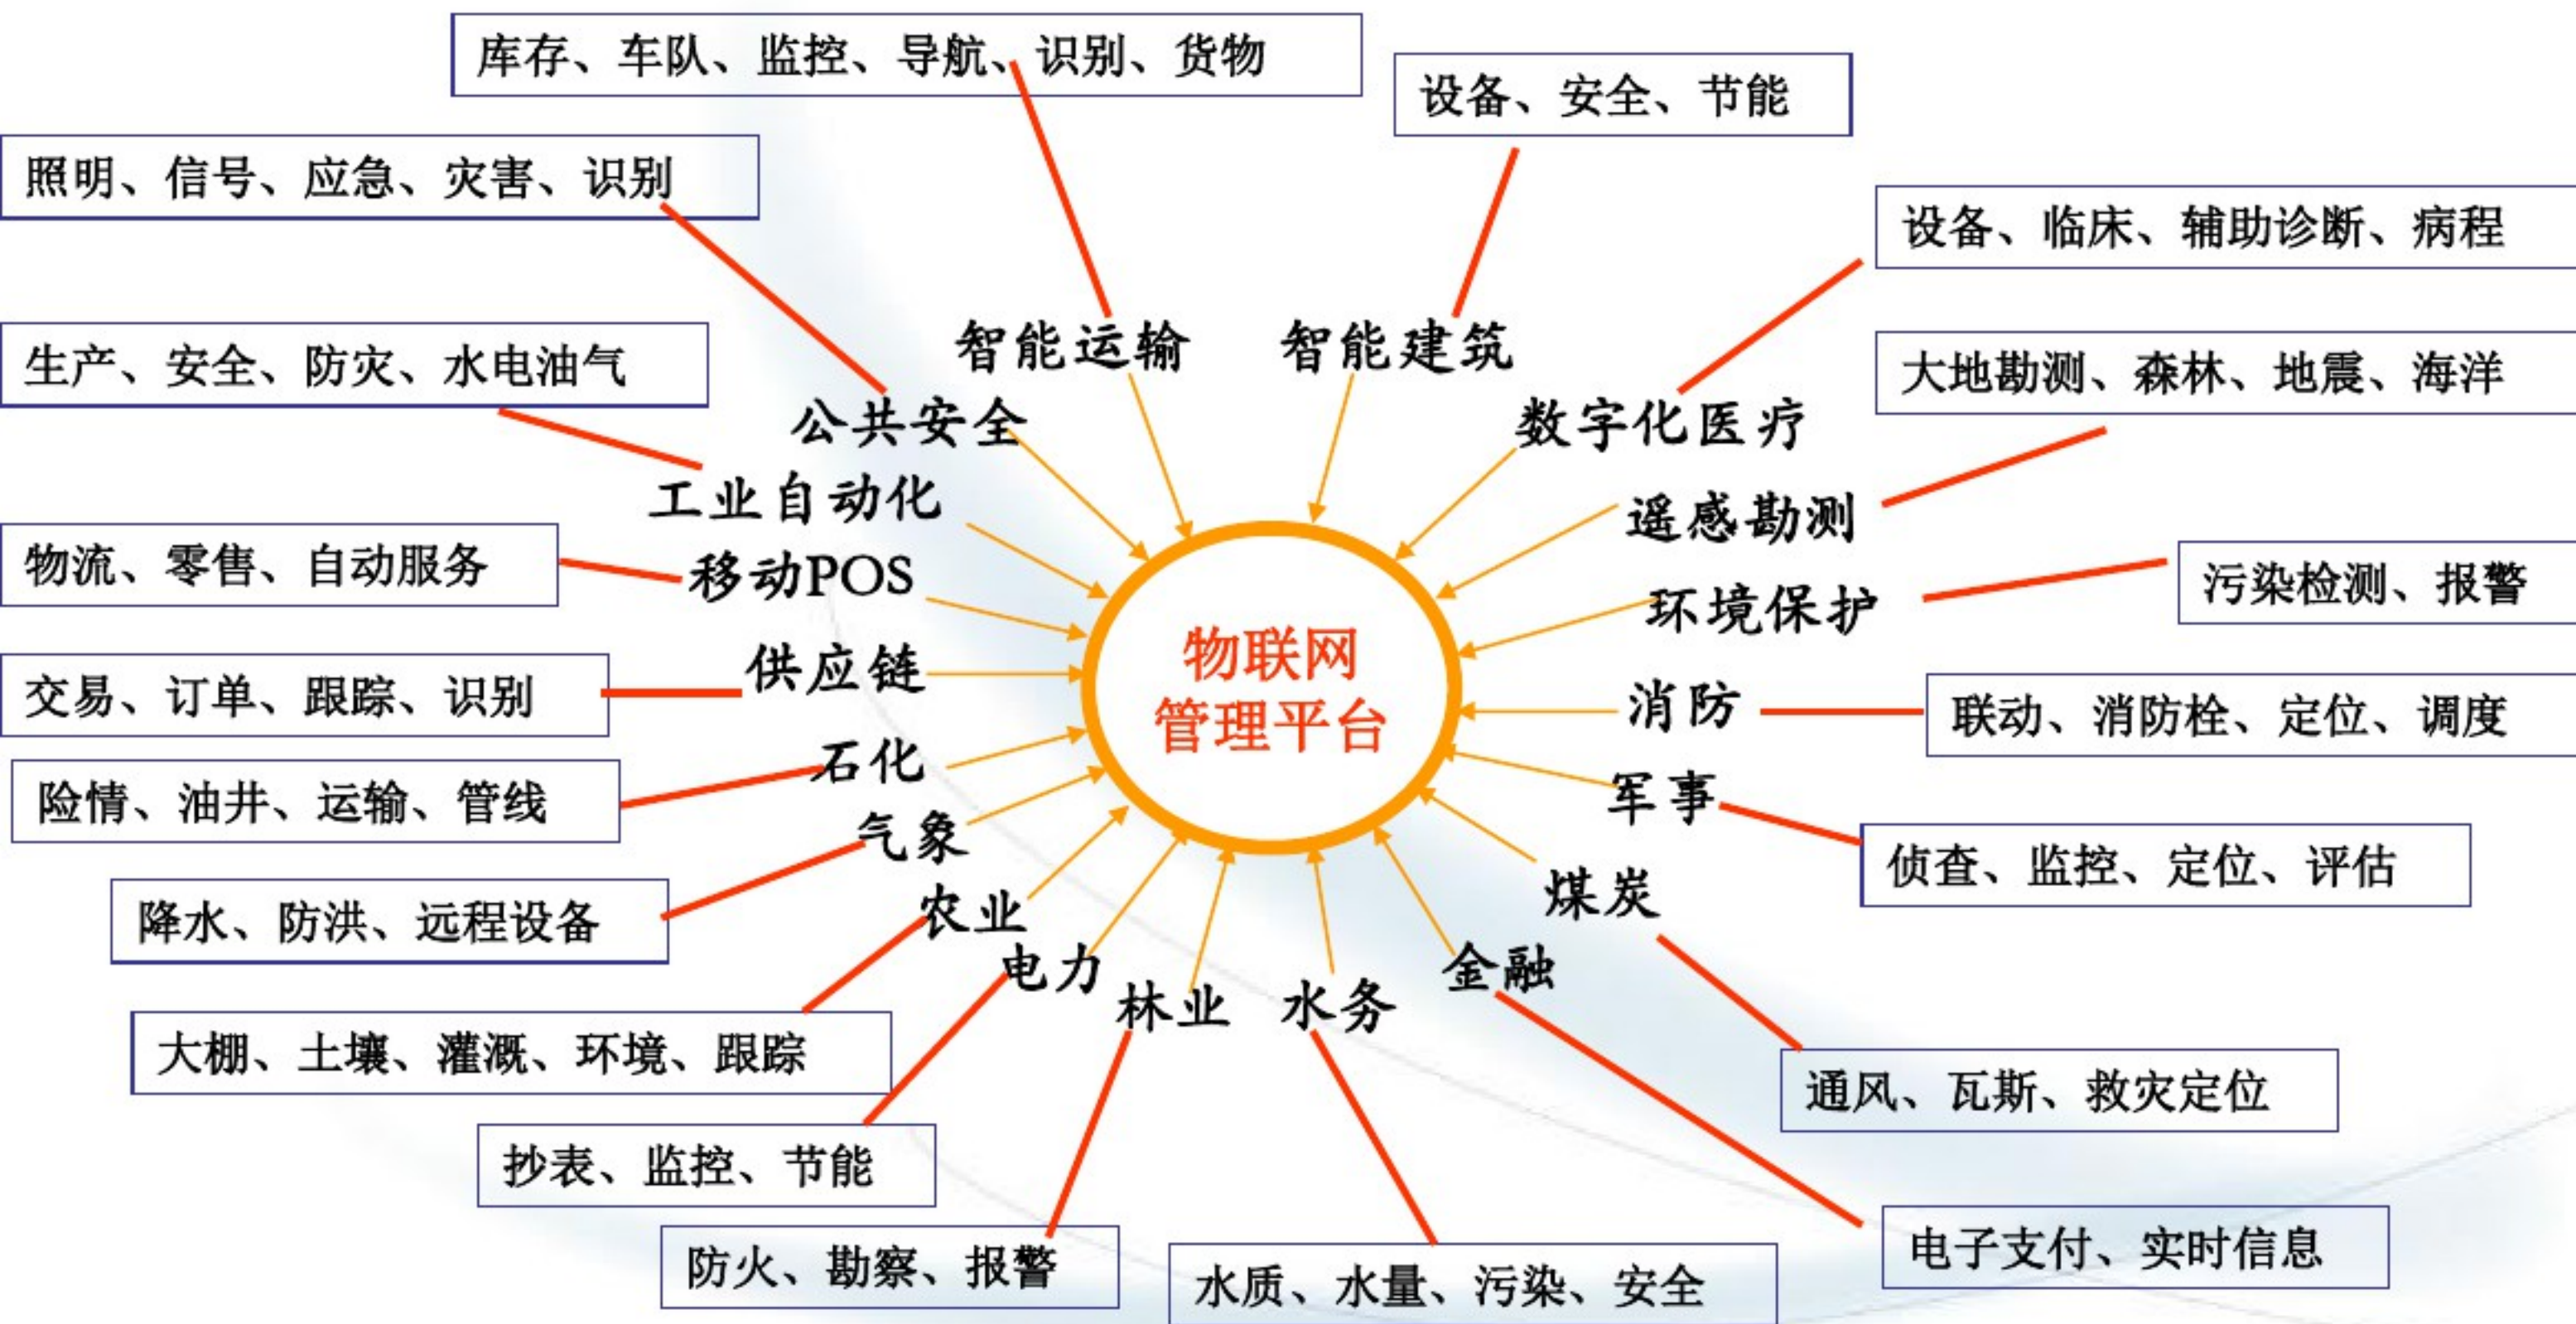 库存、车队、监控、导航、识别、货物
设备、安全、节能
照明、信号、应急、灾害、识别
设备、临床、辅助诊断、病程
生产、安全、防灾、水电油气
智能运输
智能建筑
大地勘测、森林、地震、海洋
公共安全
数字化医疗
工业自动化
遥感勘测
物流、零售、自动服务
移动POS
环境保护
污染检测、报警
物联网
管理平台
交易、订单、跟踪、识别
供应链
消防
联动、消防栓、定位、调度
险情、油井、运输、管线
石化
军事
侦查、监控、定位、评估
气象
降水、防洪、远程设备
农业
煤炭
电力
金融
林业
水务
大棚、土壤、灌溉、环境、跟踪
通风、瓦斯、救灾定位
抄表、监控、节能
电子支付、实时信息
防火、勘察、报警
水质、水量、污染、安全